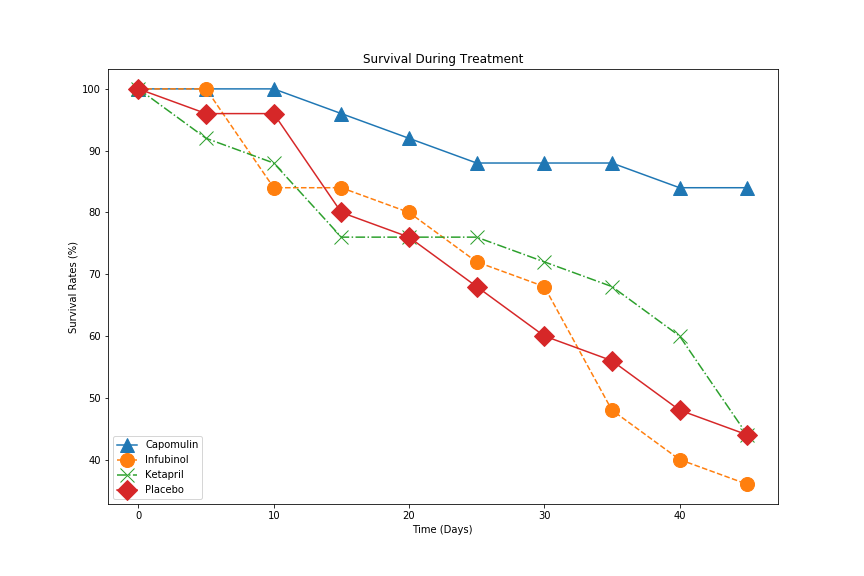 Survival During Treatment
100
90
80
70
60
50
40
Survival Rates (%)
Capomulin
Infubinol
Ketapril
Placebo
0 10 20 30 40
Time (Days)